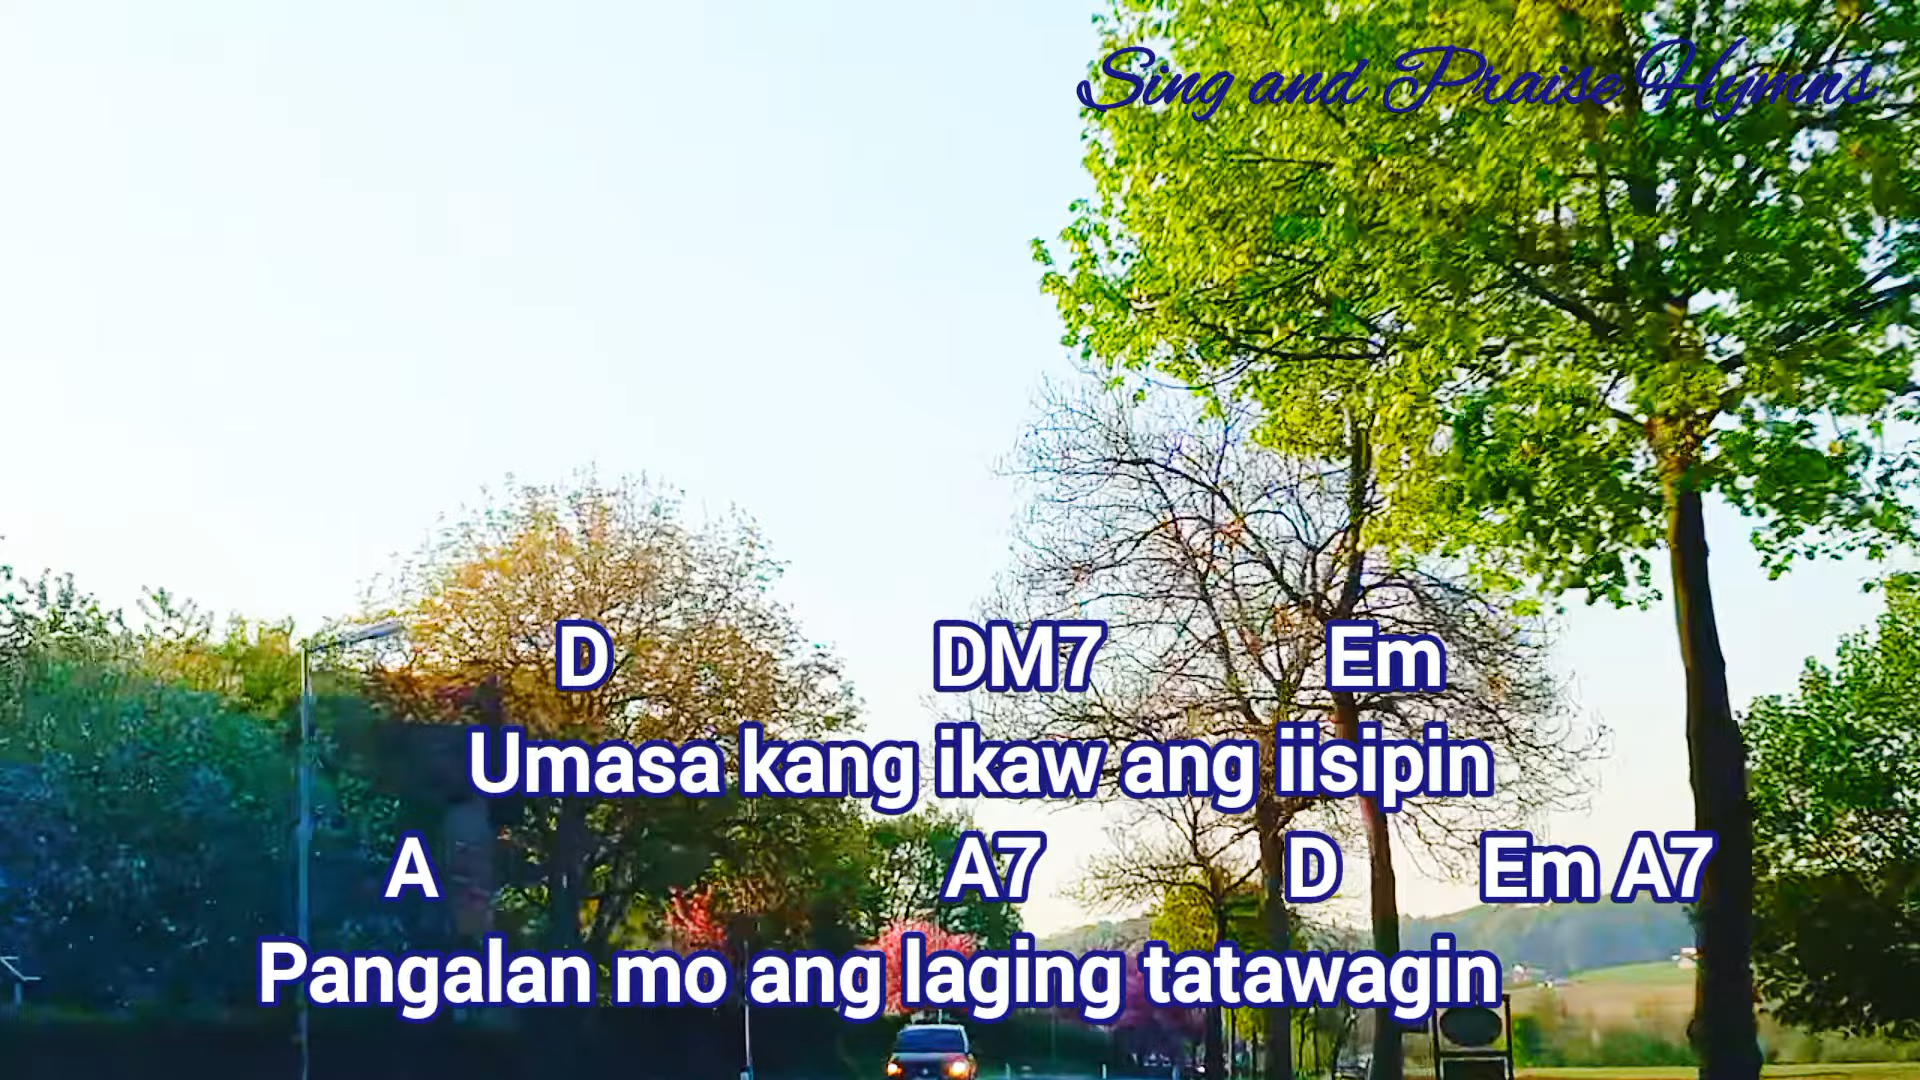 Sing and Praise Hymns
D DM7 Em
Umasa kang ikaw ang iisipin
A A7 D Em A7
Pangalan mo ang laging tatawagin